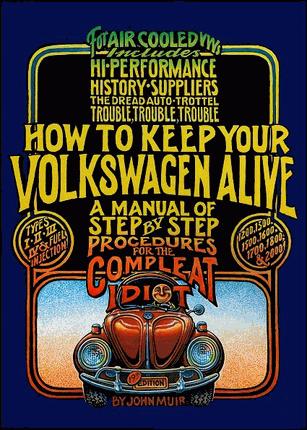 For AIR COOLED VWs
Includes
HI-PERFORMANCE
HISTORY·SUPPLIERS
THE DREAD AUTO-TROTTEL
TROUBLE, TROUBLE, TROUBLE
HOW TO KEEP YOUR
VOLKSWAGEN ALIVE
A MANUAL OF
STEP BY STEP
PROCEDURES
FOR THE
COMPLEAT
IDIOT
TYPES
I·II·III
FUEL
INJECTION!
1200, 1300,
1500, 1600,
1700, 1800,
& 2000!
EDITION
BY JOHN MUIR